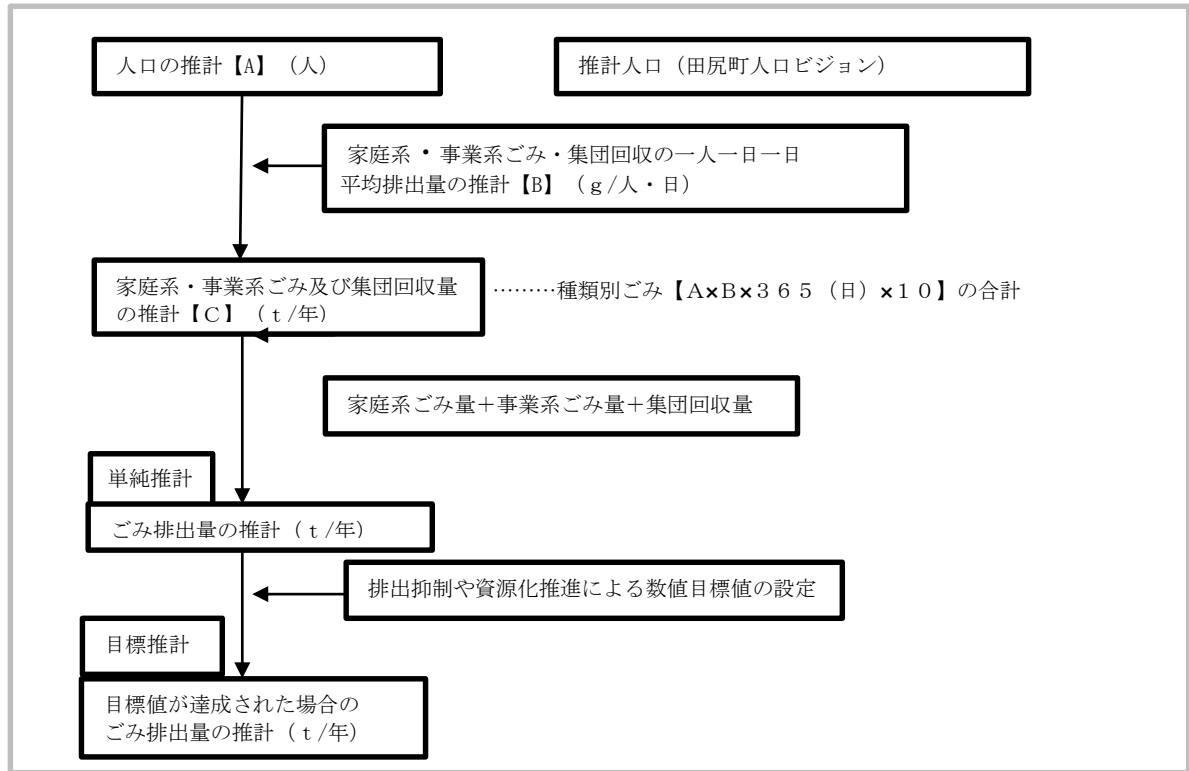 人口の推計【A】（人）
推計人口（田尻町人口ビジョン）
家庭系・事業系ごみ・集団回収の一人一日一日
平均排出量の推計【B】（ｇ/人・日）
家庭系・事業系ごみ及び集団回収量
の推計【Ｃ】（ｔ/年）
………種類別ごみ【Ａ×Ｂ×３６５（日）×１０】の合計
家庭系ごみ量＋事業系ごみ量＋集団回収量
単純推計
ごみ排出量の推計（ｔ/年）
排出抑制や資源化推進による数値目標値の設定
目標推計
目標値が達成された場合の
ごみ排出量の推計（ｔ/年）